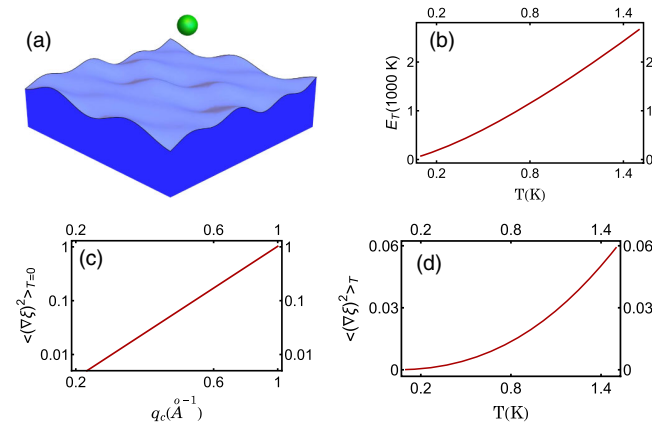 (a)
(b)
0.2 0.8 1.4
E_T(1000 K)
2 2
1 1
0 0
0.2 0.8 1.4
T(K)
(c)
0.2 0.6 1
<(∇ξ)²>_{T=0}
1 1
0.1 0.1
0.01 0.01
0.2 0.6 1
q_c(A^{o-1})
(d)
0.2 0.8 1.4
<(∇ξ)²>_T
0.06 0.06
0.03 0.03
0 0
0.2 0.8 1.4
T(K)